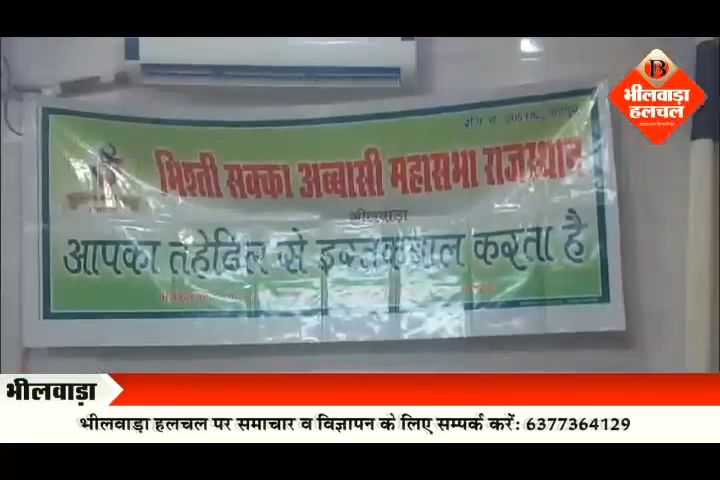 B
भीलवाड़ा
हलचल
भिश्ती सक्का अब्बासी महासभा राजस्थान
भीलवाड़ा
आपका तहेदिल से इस्तकबाल करता है
भीलवाड़ा
भीलवाड़ा हलचल पर समाचार व विज्ञापन के लिए सम्पर्क करें: 6377364129